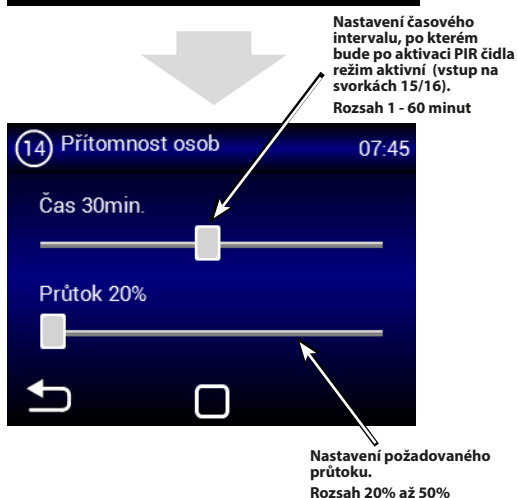 Nastavení časového
intervalu, po kterém
bude po aktivaci PIR čidla
režim aktivní (vstup na
svorkách 15/16).
Rozsah 1 - 60 minut
14 Přítomnost osob 07:45
Čas 30min.
Průtok 20%
Nastavení požadovaného
průtoku.
Rozsah 20% až 50%